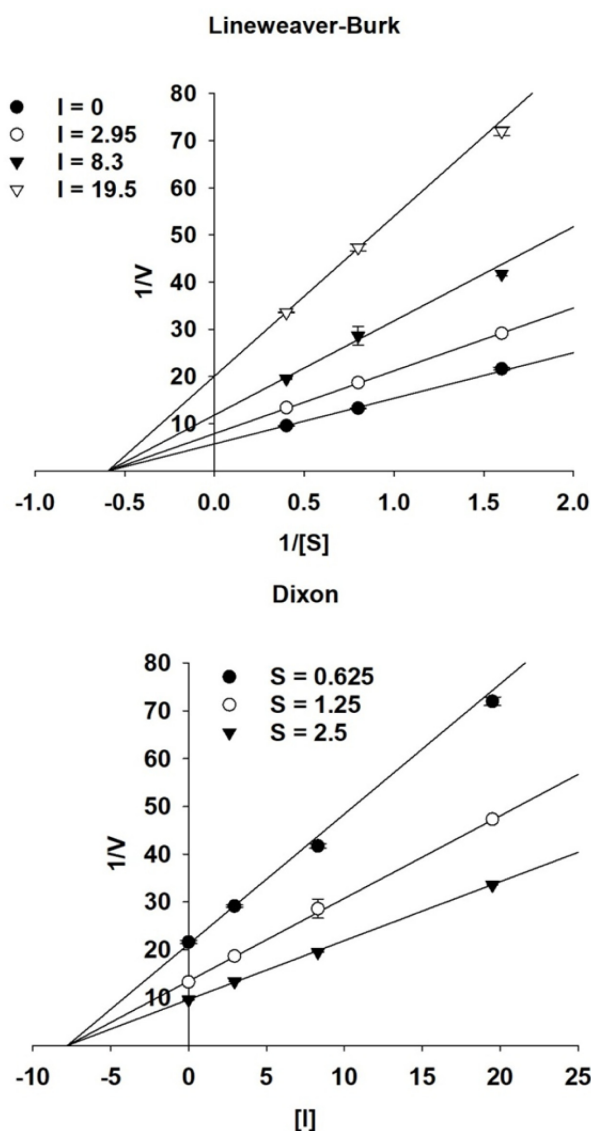 Lineweaver-Burk
I = 0
I = 2.95
I = 8.3
I = 19.5
80
70
60
50
40
30
20
10
1/V
-1.0 -0.5 0.0 0.5 1.0 1.5 2.0
1/[S]
Dixon
S = 0.625
S = 1.25
S = 2.5
80
70
60
50
40
30
20
10
1/V
-10 -5 0 5 10 15 20 25
[I]